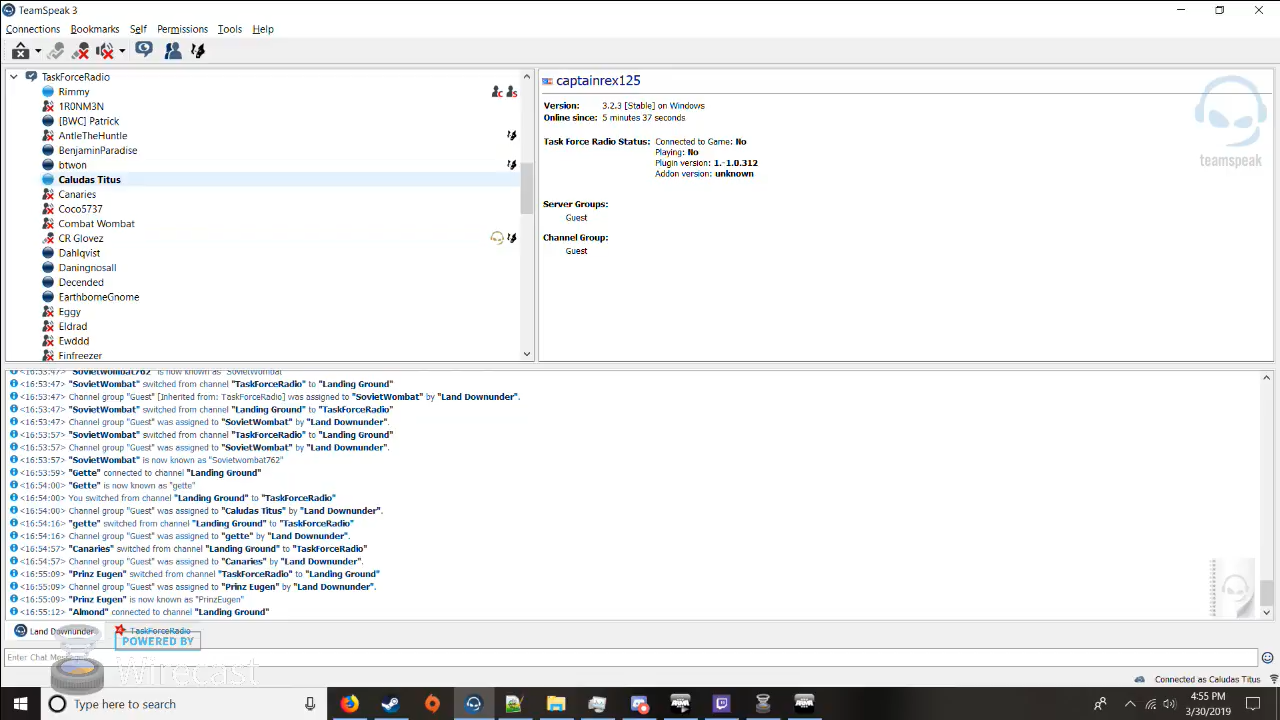 TeamSpeak 3
Connections Bookmarks Self Permissions Tools Help
TaskForceRadio
Rimmy
1R0NM3N
[BWC] Patrick
AntleTheHuntle
BenjaminParadise
btwon
Caludas Titus
Canaries
Coco5737
Combat Wombat
CR Glovez
Dahlqvist
Daningnosall
Decended
EarthborneGnome
Eggy
Eldrad
Ewddd
Finfreezer
captainrex125
Version: 3.2.3 [Stable] on Windows
Online since: 5 minutes 37 seconds
Task Force Radio Status: Connected to Game: No
Playing: No
Plugin version: 1.-1.0.312
Addon version: unknown
Server Groups:
Guest
Channel Group:
Guest
teamspeak
<16:53:47> "SovietWombat762" is now known as "SovietWombat"
<16:53:47> "SovietWombat" switched from channel "TaskForceRadio" to "Landing Ground"
<16:53:47> Channel group "Guest" [Inherited from: TaskForceRadio] was assigned to "SovietWombat" by "Land Downunder".
<16:53:47> "SovietWombat" switched from channel "Landing Ground" to "TaskForceRadio"
<16:53:47> Channel group "Guest" was assigned to "SovietWombat" by "Land Downunder".
<16:53:57> "SovietWombat" switched from channel "TaskForceRadio" to "Landing Ground"
<16:53:57> Channel group "Guest" was assigned to "SovietWombat" by "Land Downunder".
<16:53:57> "SovietWombat" is now known as "Sovietwombat762"
<16:53:59> "Gette" connected to channel "Landing Ground"
<16:54:00> "Gette" is now known as "gette"
<16:54:00> You switched from channel "Landing Ground" to "TaskForceRadio"
<16:54:00> Channel group "Guest" was assigned to "Caludas Titus" by "Land Downunder".
<16:54:16> "gette" switched from channel "Landing Ground" to "TaskForceRadio"
<16:54:16> Channel group "Guest" was assigned to "gette" by "Land Downunder".
<16:54:57> "Canaries" switched from channel "Landing Ground" to "TaskForceRadio"
<16:54:57> Channel group "Guest" was assigned to "Canaries" by "Land Downunder".
<16:55:09> "Prinz Eugen" switched from channel "TaskForceRadio" to "Landing Ground"
<16:55:09> Channel group "Guest" was assigned to "Prinz Eugen" by "Land Downunder".
<16:55:09> "Prinz Eugen" is now known as "PrinzEugen"
<16:55:12> "Almond" connected to channel "Landing Ground"
Land Downunder TaskForceRadio
POWERED BY
Wirecast
Enter Chat Message...
Connected as Caludas Titus
Type here to search
4:55 PM
3/30/2019